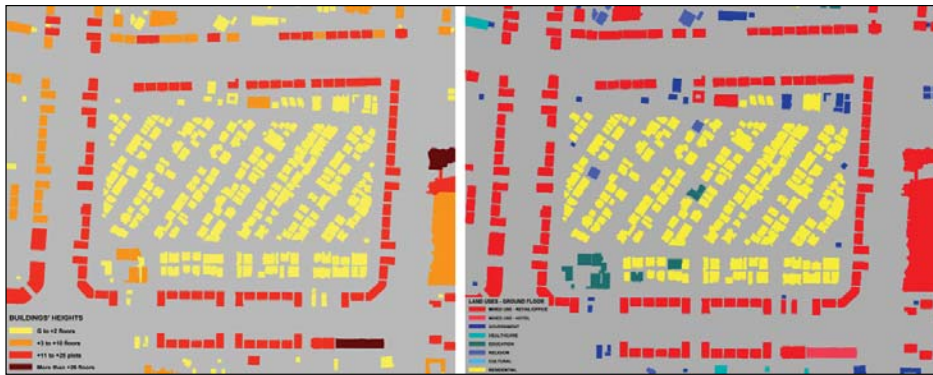 BUILDINGS' HEIGHTS
G to +2 floors
+3 to +10 floors
+11 to +25 plots
More than +26 floors
LAND USES - GROUND FLOOR
MIXED USE - RETAIL/OFFICE
MIXED USE - HOTEL
GOVERNMENT
HEALTHCARE
EDUCATION
RELIGION
CULTURAL
RESIDENTIAL